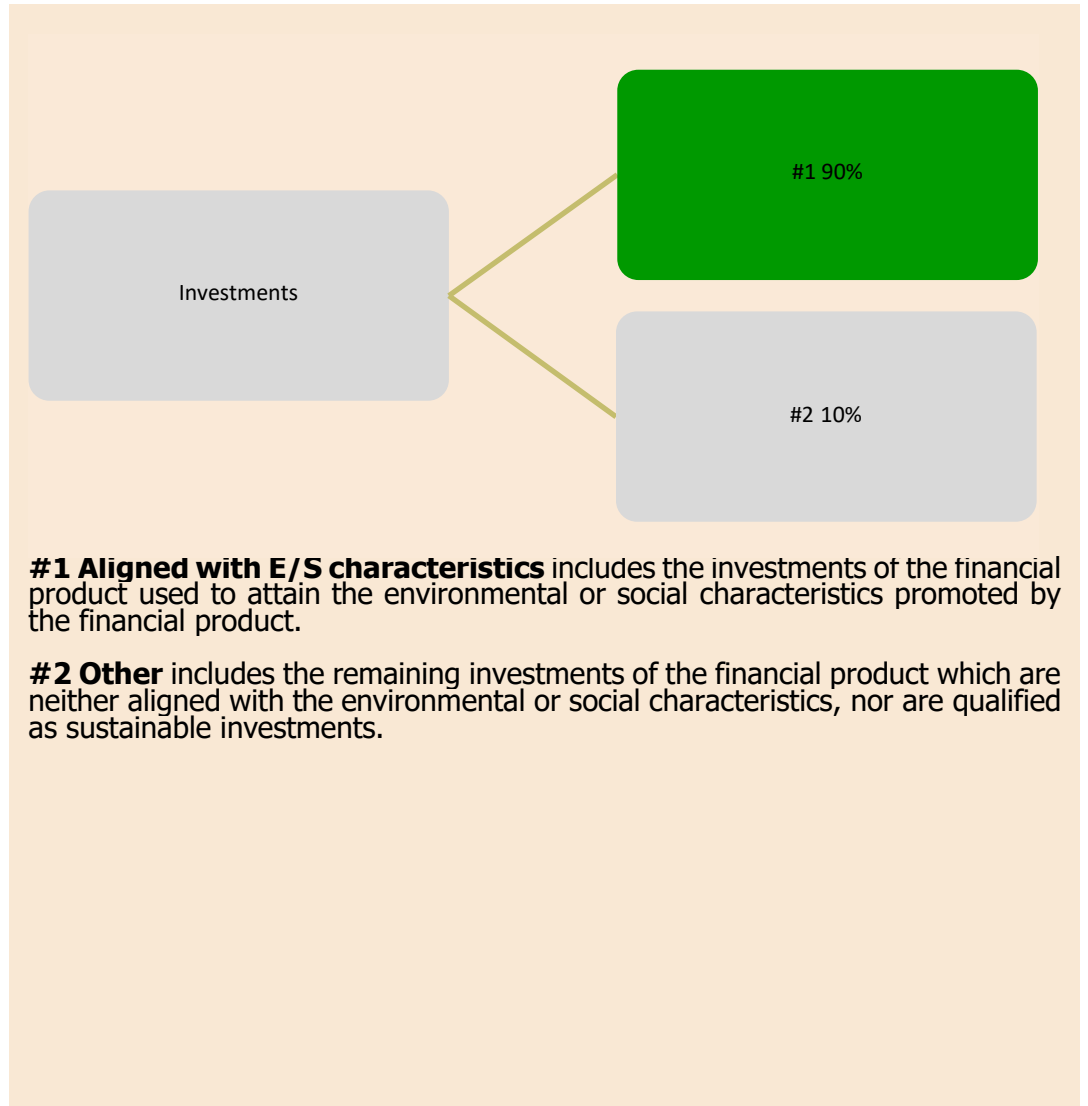 #1 90%
Investments
#2 10%
#1 Aligned with E/S characteristics includes the investments of the financial
product used to attain the environmental or social characteristics promoted by
the financial product.
#2 Other includes the remaining investments of the financial product which are
neither aligned with the environmental or social characteristics, nor are qualified
as sustainable investments.